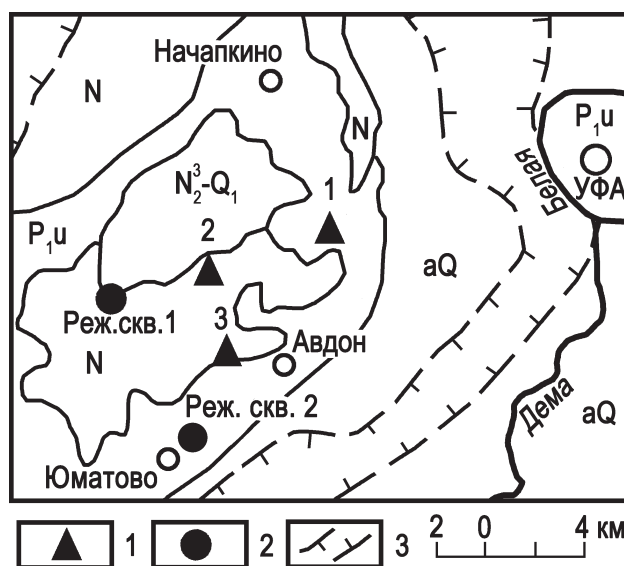 Начапкино
N
N
P₁u
УФА
Белая
N₂³-Q₁
1
P₁u
2
aQ
Реж.скв.1
3
Авдон
N
Реж. скв. 2
Дема
aQ
Юматово
1 2 3 2 0 4 км